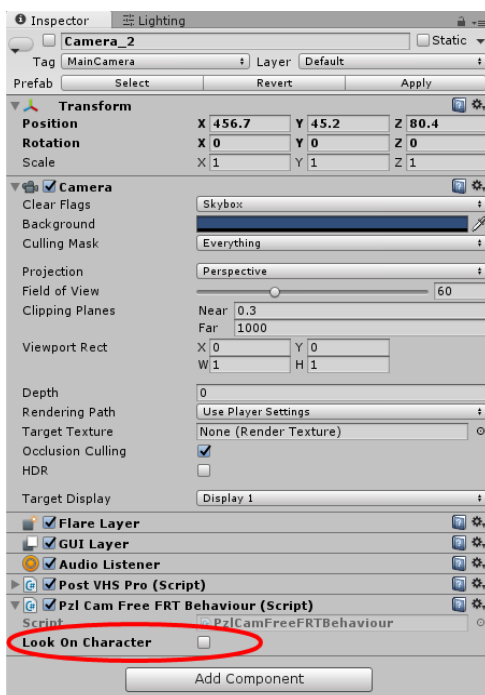 Inspector Lighting
Camera_2 Static
Tag MainCamera Layer Default
Prefab Select Revert Apply
Transform
Position X 456.7 Y 45.2 Z 80.4
Rotation X 0 Y 0 Z 0
Scale X 1 Y 1 Z 1
Camera
Clear Flags Skybox
Background
Culling Mask Everything
Projection Perspective
Field of View 60
Clipping Planes Near 0.3
Far 1000
Viewport Rect X 0 Y 0
W 1 H 1
Depth 0
Rendering Path Use Player Settings
Target Texture None (Render Texture)
Occlusion Culling
HDR
Target Display Display 1
Flare Layer
GUI Layer
Audio Listener
Post VHS Pro (Script)
Pzl Cam Free FRT Behaviour (Script)
Script PzlCamFreeFRTBehaviour
Look On Character
Add Component